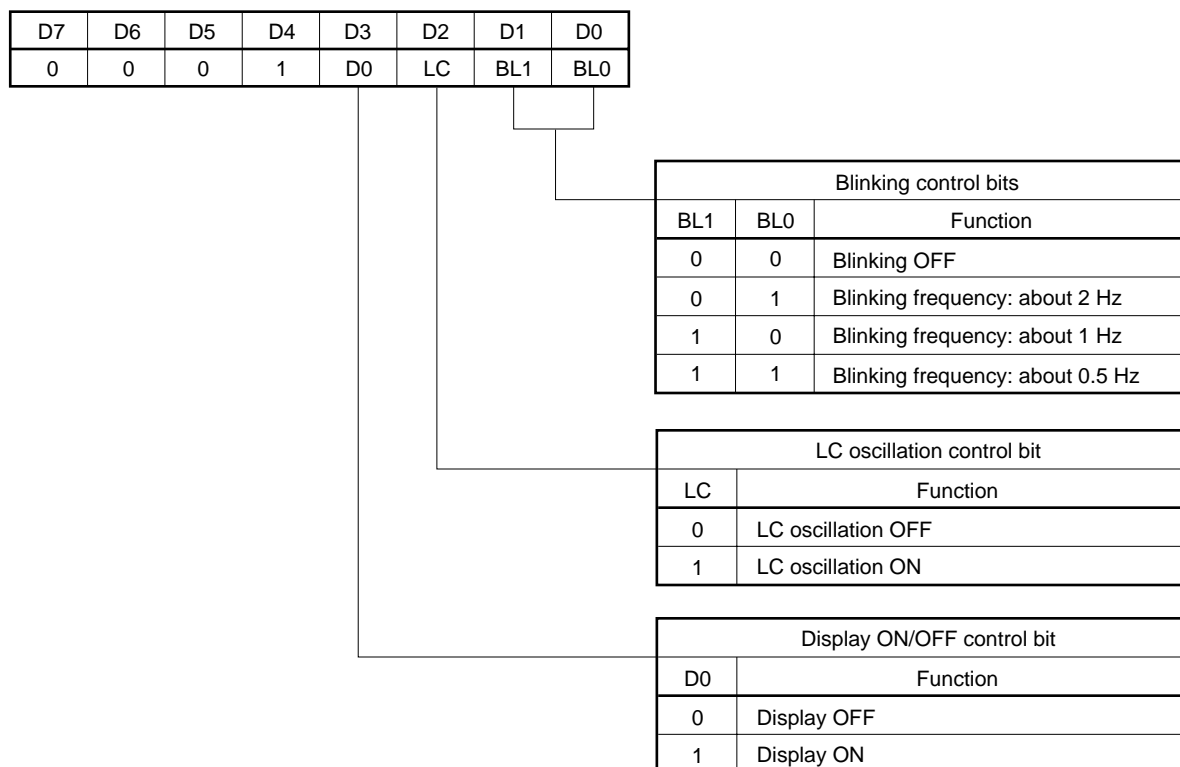 D7 D6 D5 D4 D3 D2 D1 D0
0 0 0 1 D0 LC BL1 BL0
Blinking control bits
BL1 BL0 Function
0 0 Blinking OFF
0 1 Blinking frequency: about 2 Hz
1 0 Blinking frequency: about 1 Hz
1 1 Blinking frequency: about 0.5 Hz
LC oscillation control bit
LC Function
0 LC oscillation OFF
1 LC oscillation ON
Display ON/OFF control bit
D0 Function
0 Display OFF
1 Display ON